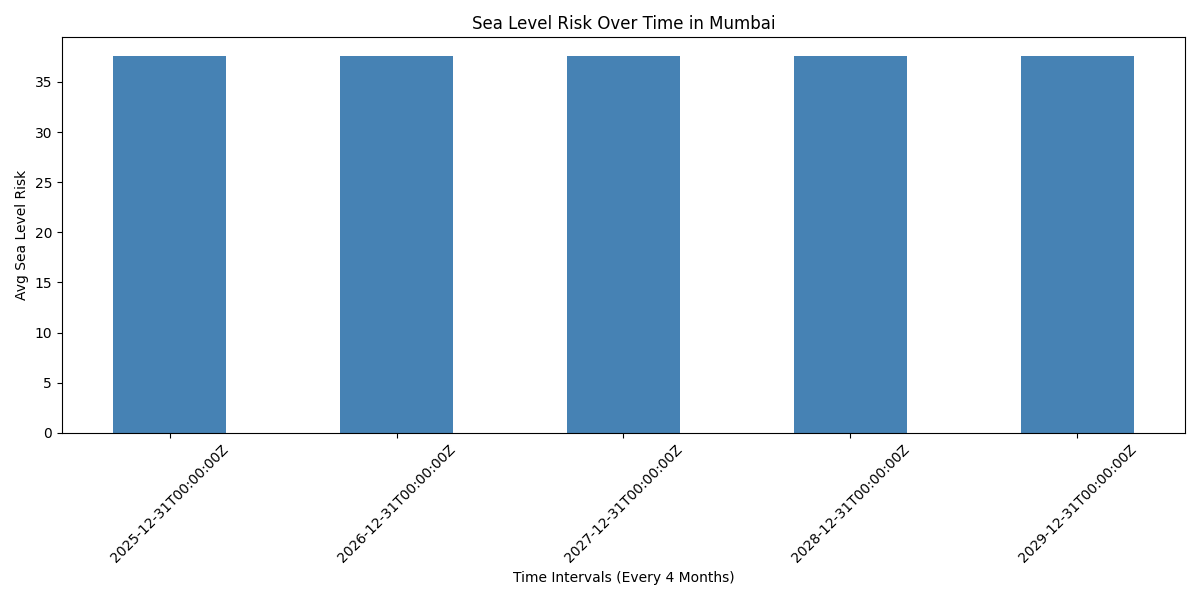 Sea Level Risk Over Time in Mumbai
Avg Sea Level Risk
35
30
25
20
15
10
5
0
2025-12-31T00:00:00Z
2026-12-31T00:00:00Z
2027-12-31T00:00:00Z
2028-12-31T00:00:00Z
2029-12-31T00:00:00Z
Time Intervals (Every 4 Months)